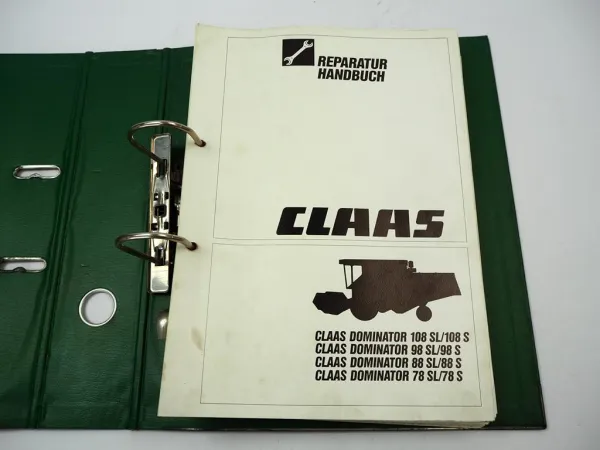 REPARATUR
HANDBUCH
CLAAS
CLAAS DOMINATOR 108 SL/108 S
CLAAS DOMINATOR 98 SL/98 S
CLAAS DOMINATOR 88 SL/88 S
CLAAS DOMINATOR 78 SL/78 S